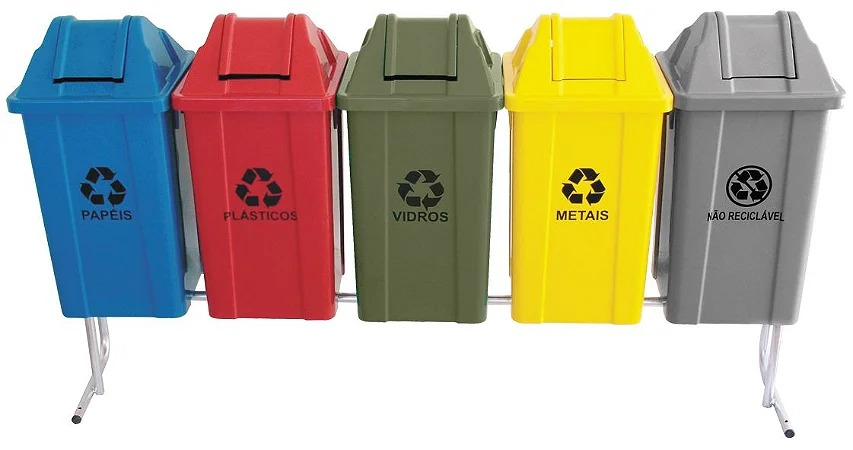 PAPÉIS
PLÁSTICOS
VIDROS
METAIS
NÃO RECICLÁVEL